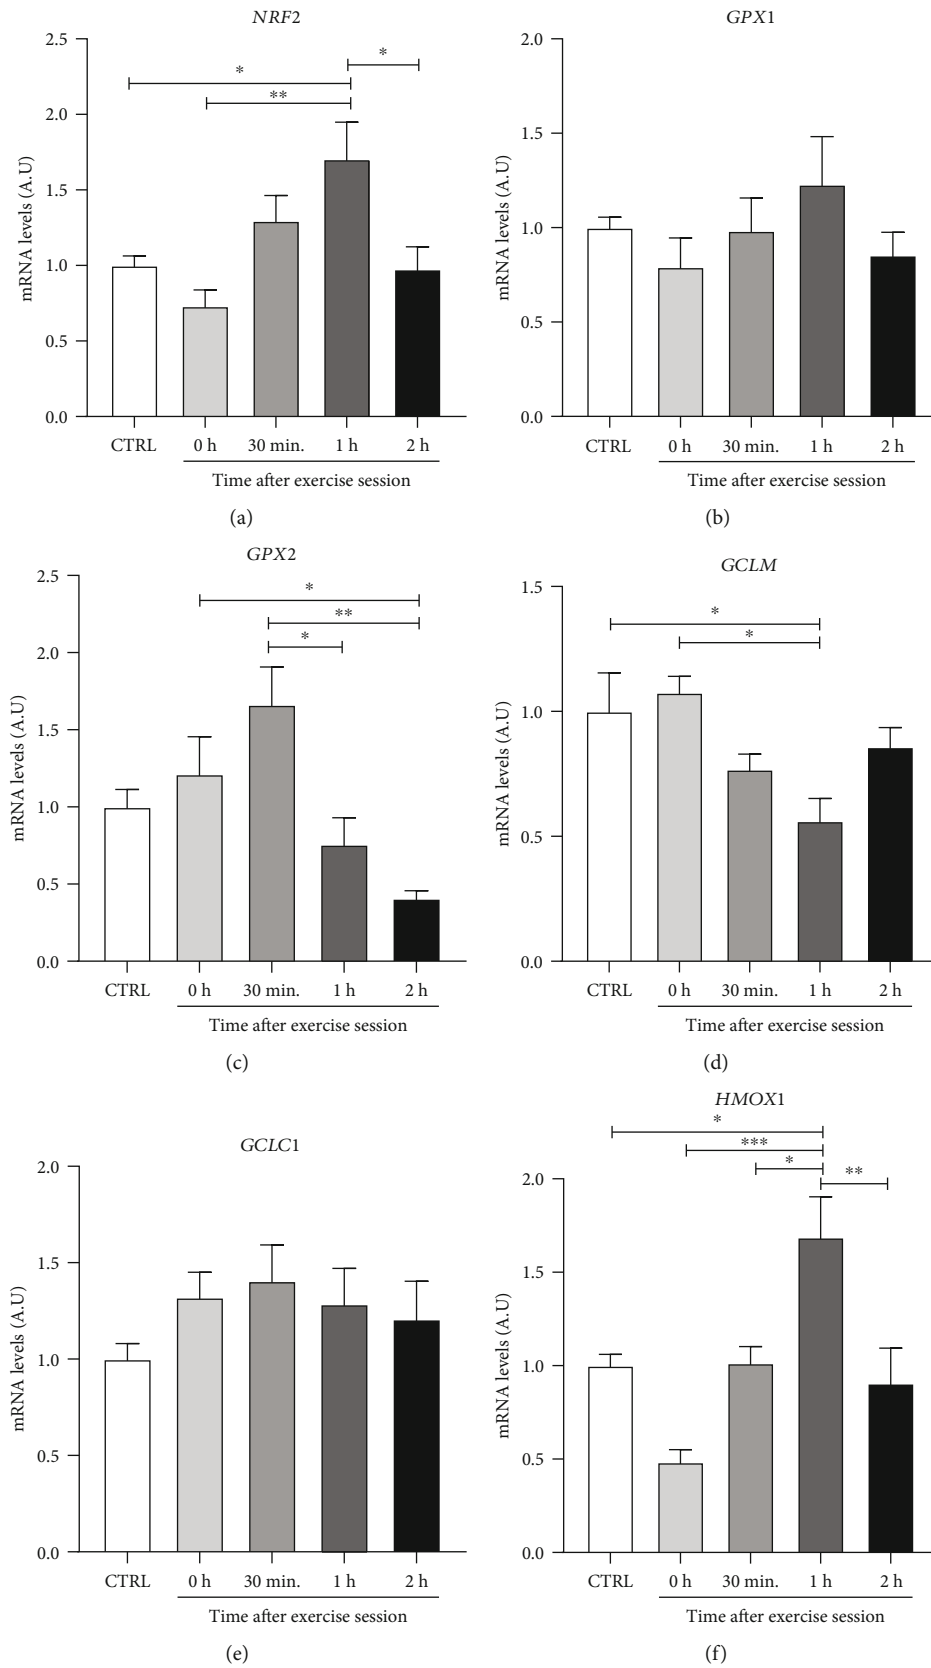 NRF2
2.5
2.0
1.5
1.0
0.5
0.0
mRNA levels (A.U)
*
**
*
CTRL 0 h 30 min. 1 h 2 h
Time after exercise session
(a)
GPX1
2.0
1.5
1.0
0.5
0.0
mRNA levels (A.U)
CTRL 0 h 30 min. 1 h 2 h
Time after exercise session
(b)
GPX2
2.5
2.0
1.5
1.0
0.5
0.0
mRNA levels (A.U)
*
**
*
CTRL 0 h 30 min. 1 h 2 h
Time after exercise session
(c)
GCLM
1.5
1.0
0.5
0.0
mRNA levels (A.U)
*
*
CTRL 0 h 30 min. 1 h 2 h
Time after exercise session
(d)
GCLC1
2.0
1.5
1.0
0.5
0.0
mRNA levels (A.U)
CTRL 0 h 30 min. 1 h 2 h
Time after exercise session
(e)
HMOX1
2.0
1.5
1.0
0.5
0.0
mRNA levels (A.U)
*
***
*
**
CTRL 0 h 30 min. 1 h 2 h
Time after exercise session
(f)